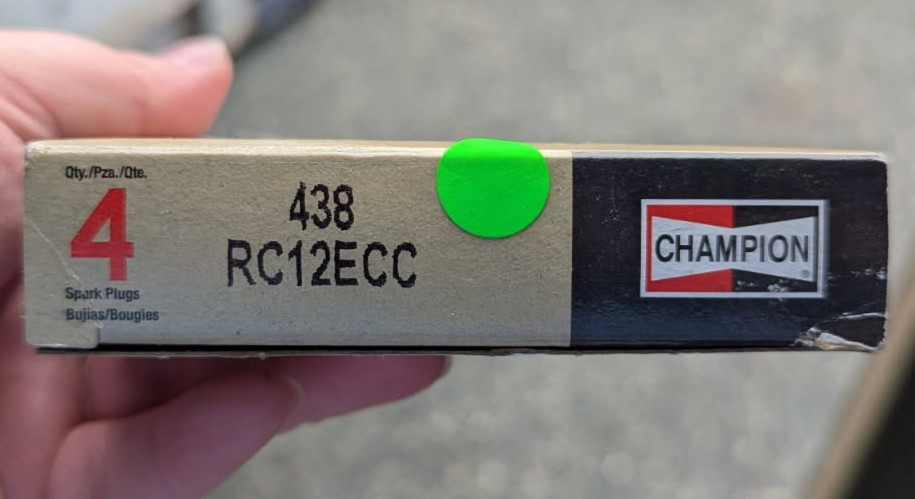 Qty./Pza./Qte.
4
Spark Plugs
Bujias/Bougies
438
RC12ECC
CHAMPION
®